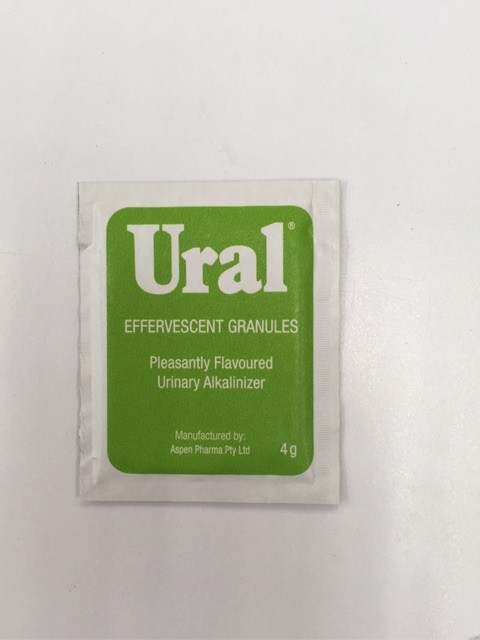 Ural®
EFFERVESCENT GRANULES
Pleasantly Flavoured
Urinary Alkalinizer
Manufactured by:
Aspen Pharma Pty Ltd
4g